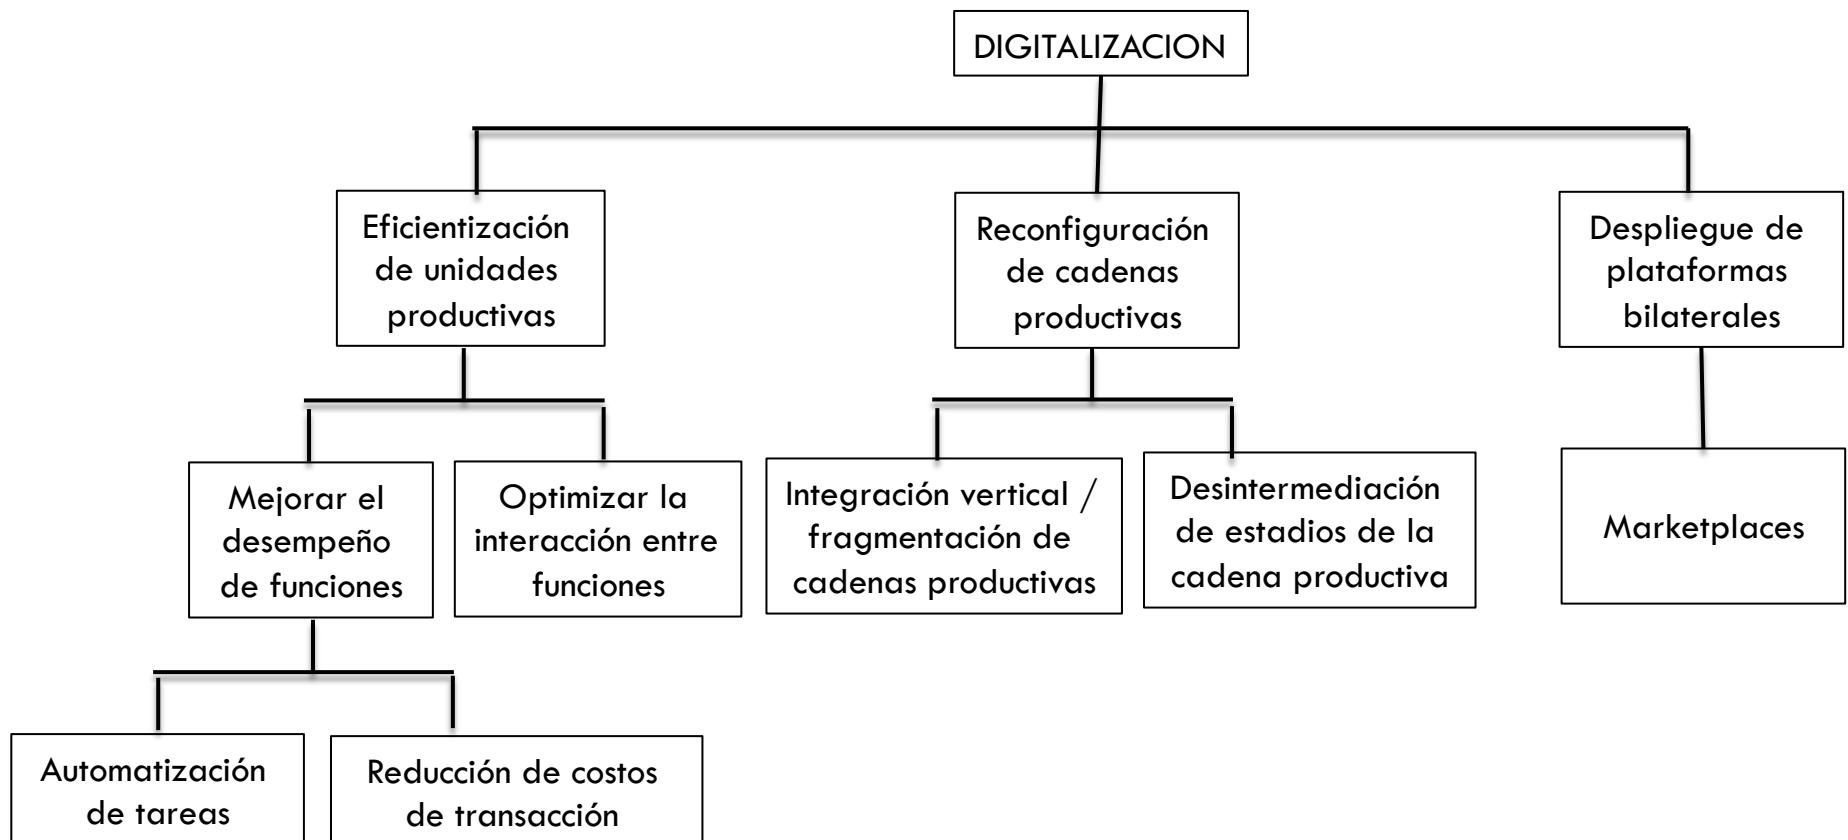 DIGITALIZACION
Eficientización
de unidades
productivas
Reconfiguración
de cadenas
productivas
Despliegue de
plataformas
bilaterales
Mejorar el
desempeño
de funciones
Optimizar la
interacción entre
funciones
Integración vertical /
fragmentación de
cadenas productivas
Desintermediación
de estadios de la
cadena productiva
Marketplaces
Automatización
de tareas
Reducción de costos
de transacción